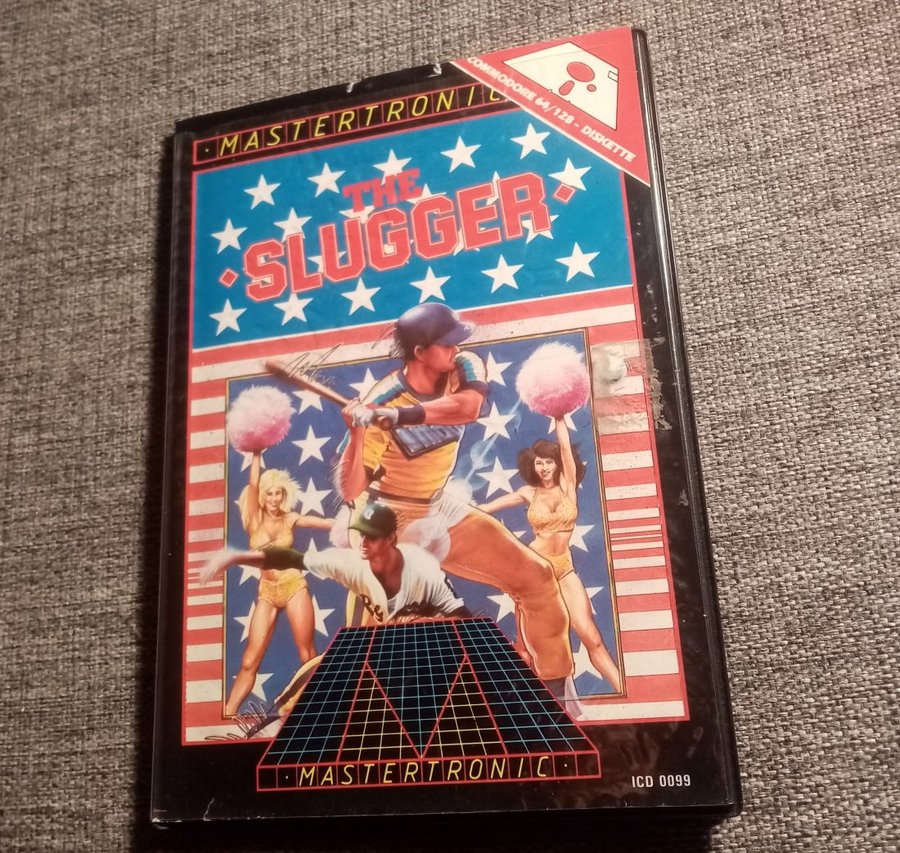 · MASTERTRONIC
COMMODORE 64/128 - DISKETTE
THE
SLUGGER
· MASTERTRONIC ·
ICD 0099